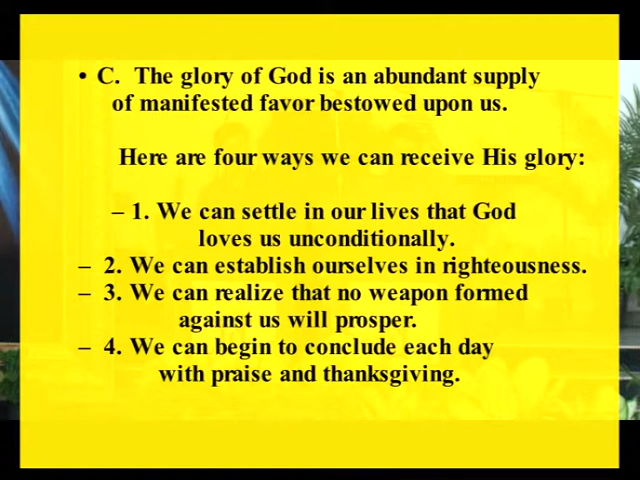 • C. The glory of God is an abundant supply
of manifested favor bestowed upon us.
Here are four ways we can receive His glory:
– 1. We can settle in our lives that God
loves us unconditionally.
– 2. We can establish ourselves in righteousness.
– 3. We can realize that no weapon formed
against us will prosper.
– 4. We can begin to conclude each day
with praise and thanksgiving.